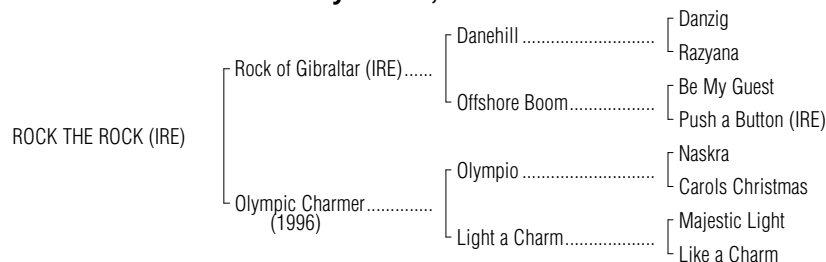 Danzig
Danehill ............................
Razyana
Rock of Gibraltar (IRE)......
Be My Guest
Offshore Boom.................
Push a Button (IRE)
ROCK THE ROCK (IRE)
Naskra
Olympio ............................
Carols Christmas
Olympic Charmer..............
(1996)
Majestic Light
Light a Charm...................
Like a Charm